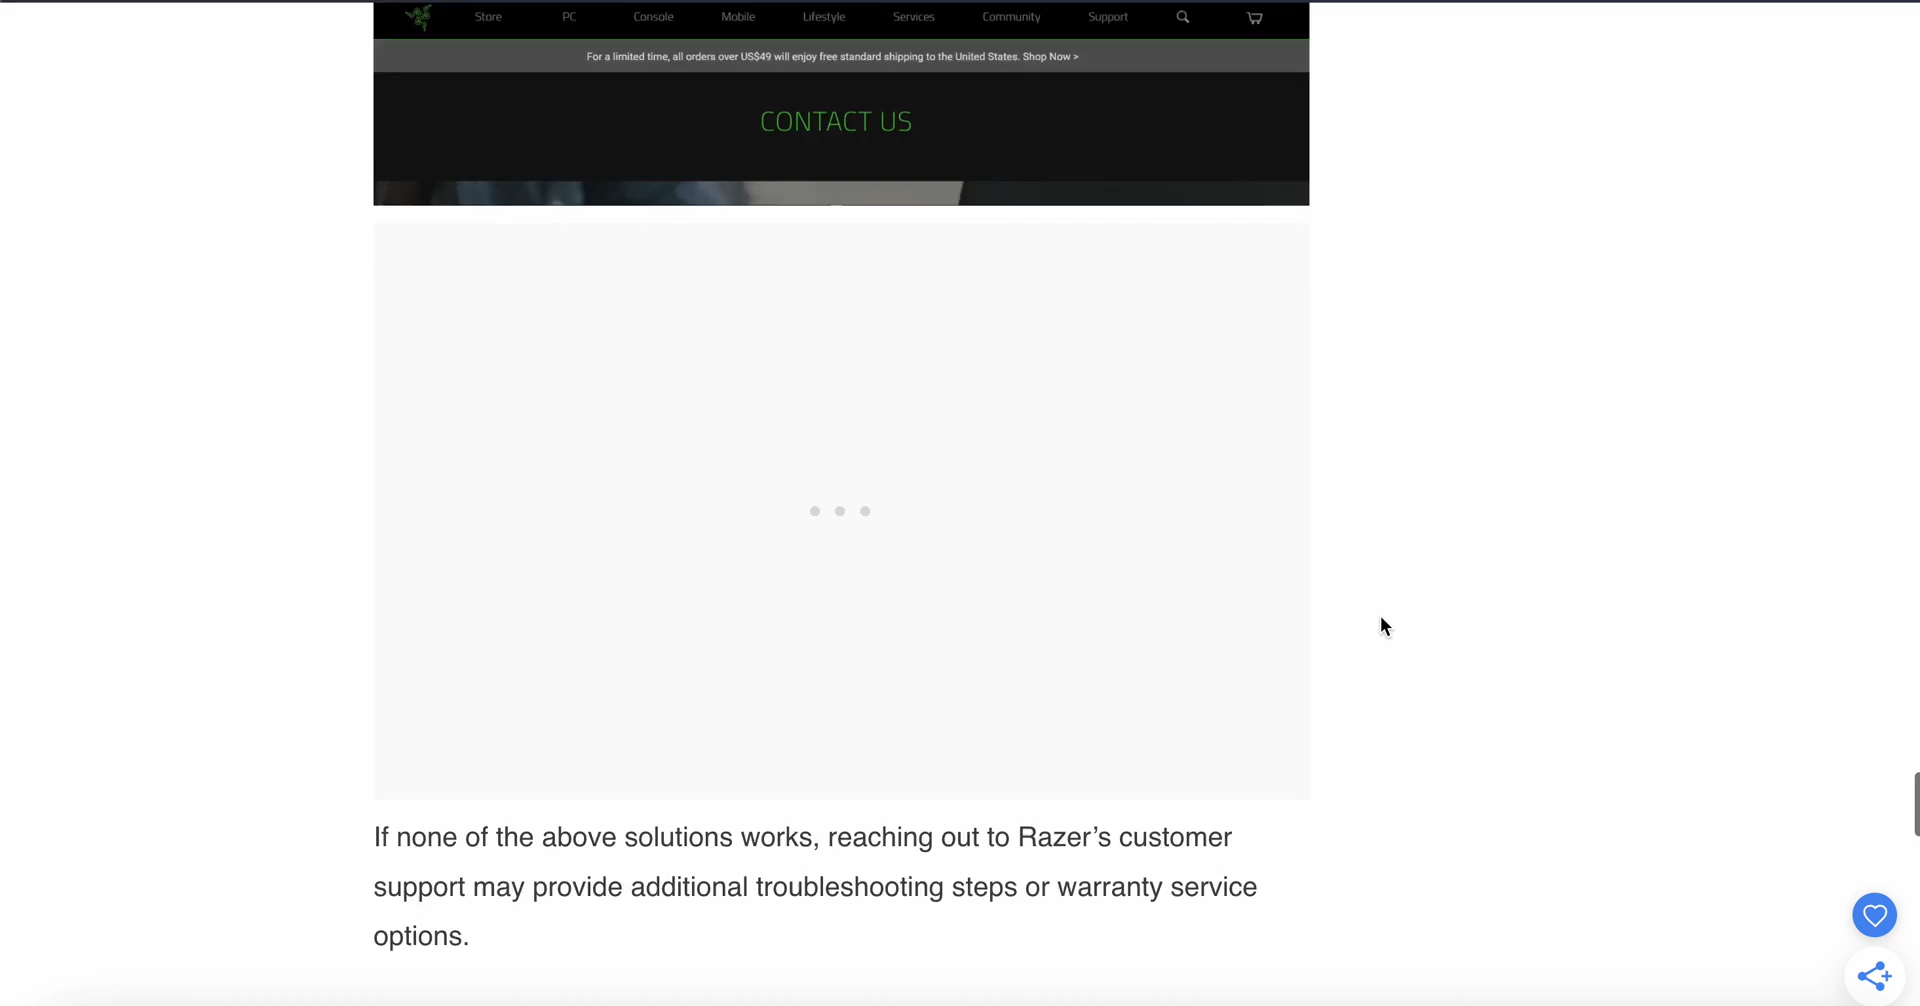 Store PC Console Mobile Lifestyle Services Community Support
For a limited time, all orders over US$49 will enjoy free standard shipping to the United States. Shop Now >
CONTACT US
If none of the above solutions works, reaching out to Razer’s customer
support may provide additional troubleshooting steps or warranty service
options.